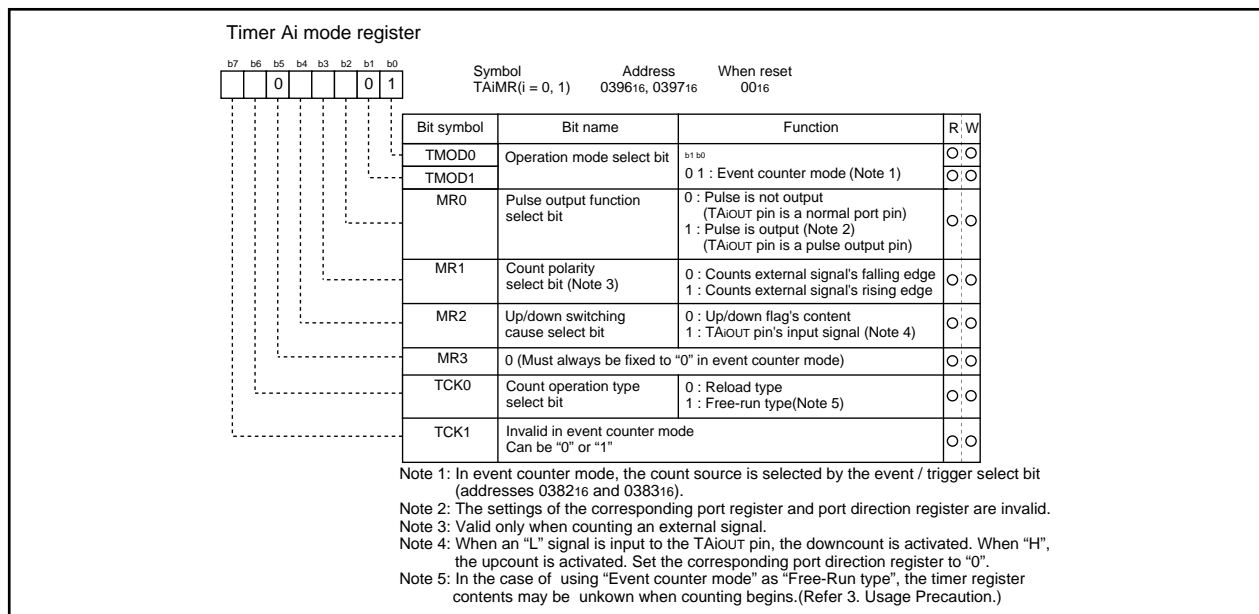 Timer Ai mode register
b7 b6 b5 b4 b3 b2 b1 b0
0 0 1
Symbol Address When reset
TAiMR(i = 0, 1) 039616, 039716 0016
Bit symbol Bit name Function R W
TMOD0 Operation mode select bit b1 b0
TMOD1 0 1 : Event counter mode (Note 1)
MR0 Pulse output function 0 : Pulse is not output
select bit (TAiOUT pin is a normal port pin)
1 : Pulse is output (Note 2)
(TAiOUT pin is a pulse output pin)
MR1 Count polarity 0 : Counts external signal's falling edge
select bit (Note 3) 1 : Counts external signal's rising edge
MR2 Up/down switching 0 : Up/down flag's content
cause select bit 1 : TAiOUT pin's input signal (Note 4)
MR3 0 (Must always be fixed to “0” in event counter mode)
TCK0 Count operation type 0 : Reload type
select bit 1 : Free-run type(Note 5)
TCK1 Invalid in event counter mode
Can be “0” or “1”
Note 1: In event counter mode, the count source is selected by the event / trigger select bit
(addresses 038216 and 038316).
Note 2: The settings of the corresponding port register and port direction register are invalid.
Note 3: Valid only when counting an external signal.
Note 4: When an “L” signal is input to the TAiOUT pin, the downcount is activated. When “H”,
the upcount is activated. Set the corresponding port direction register to “0”.
Note 5: In the case of using “Event counter mode” as “Free-Run type”, the timer register
contents may be unkown when counting begins.(Refer 3. Usage Precaution.)